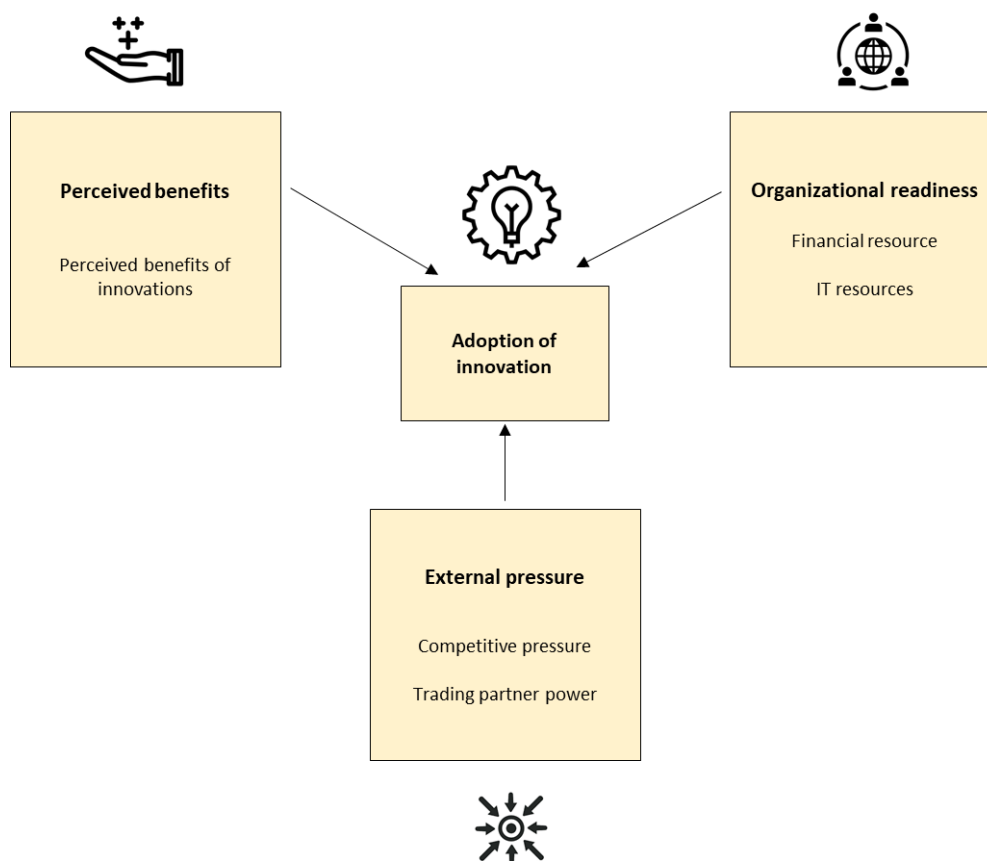 Perceived benefits
Perceived benefits of
innovations
Organizational readiness
Financial resource
IT resources
Adoption of
innovation
External pressure
Competitive pressure
Trading partner power